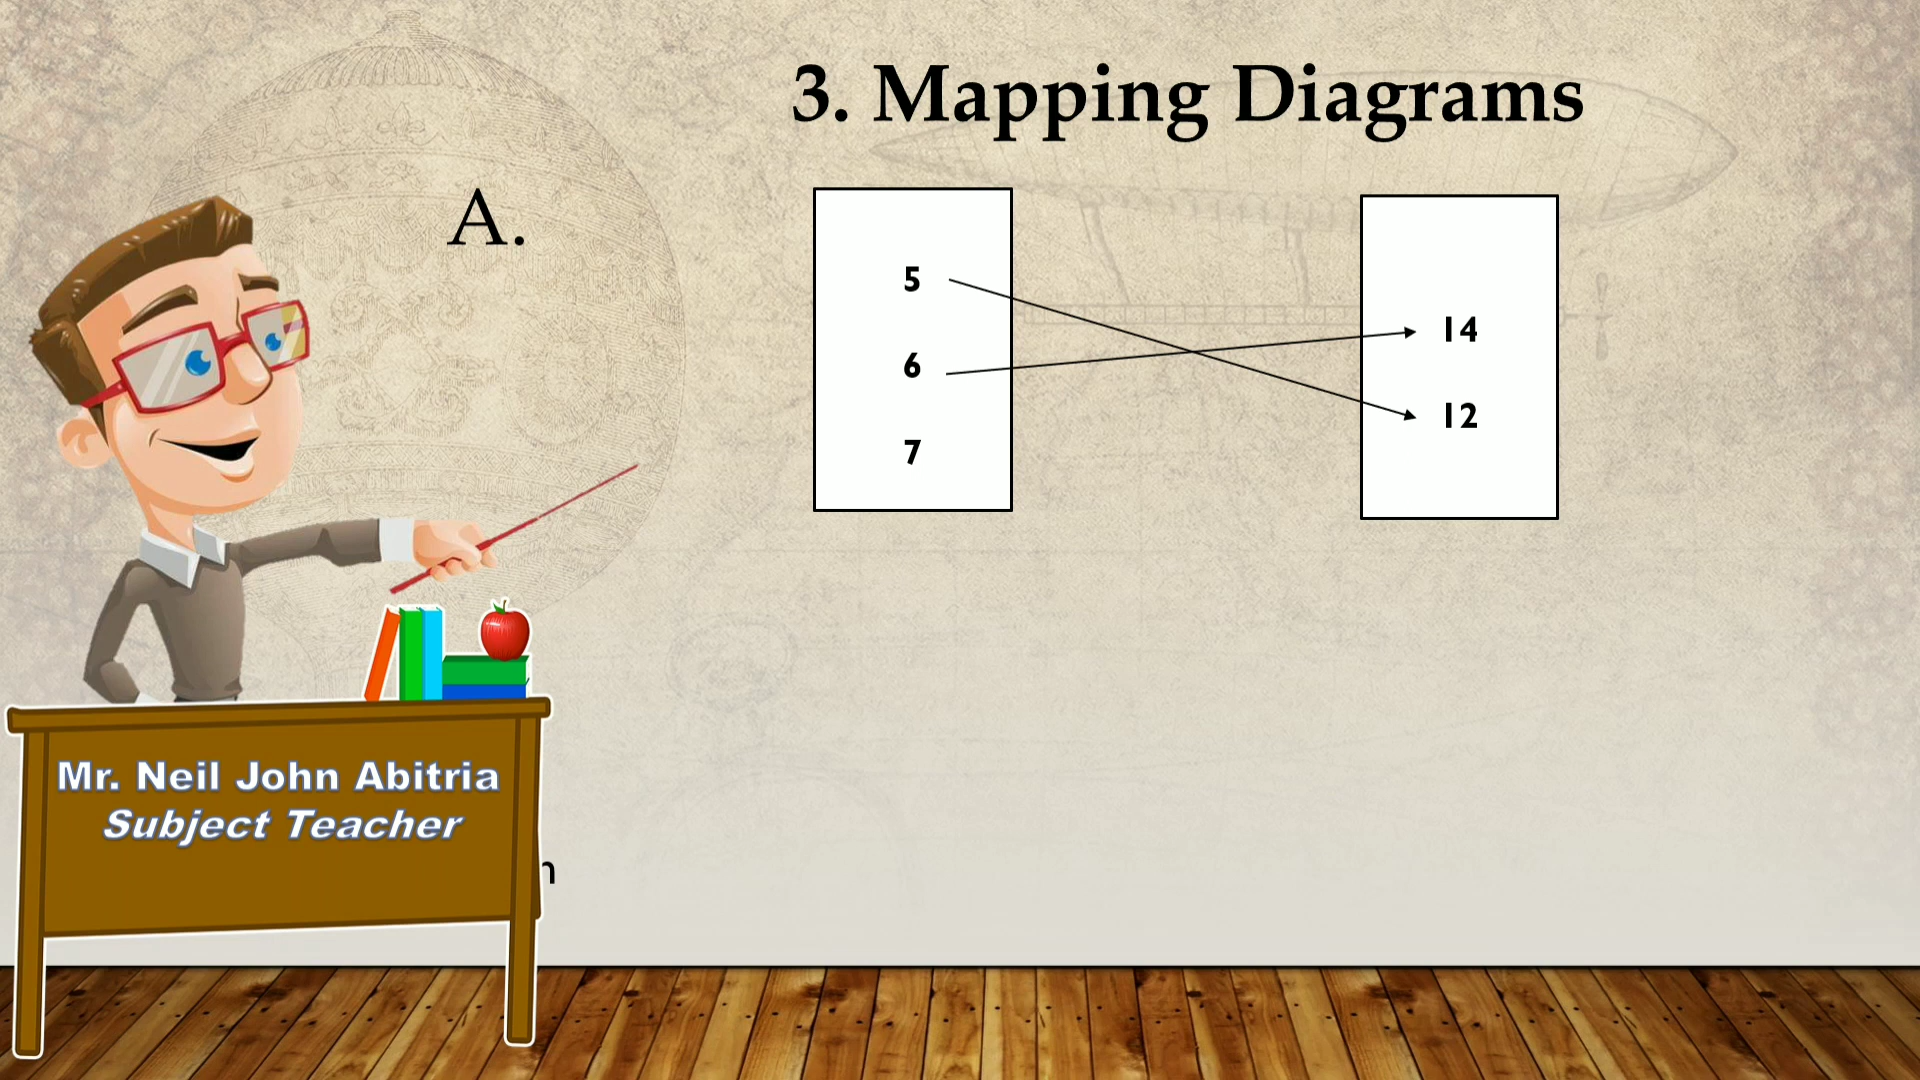 3. Mapping Diagrams
A.
5
6
7
14
12
Mr. Neil John Abitria
Subject Teacher